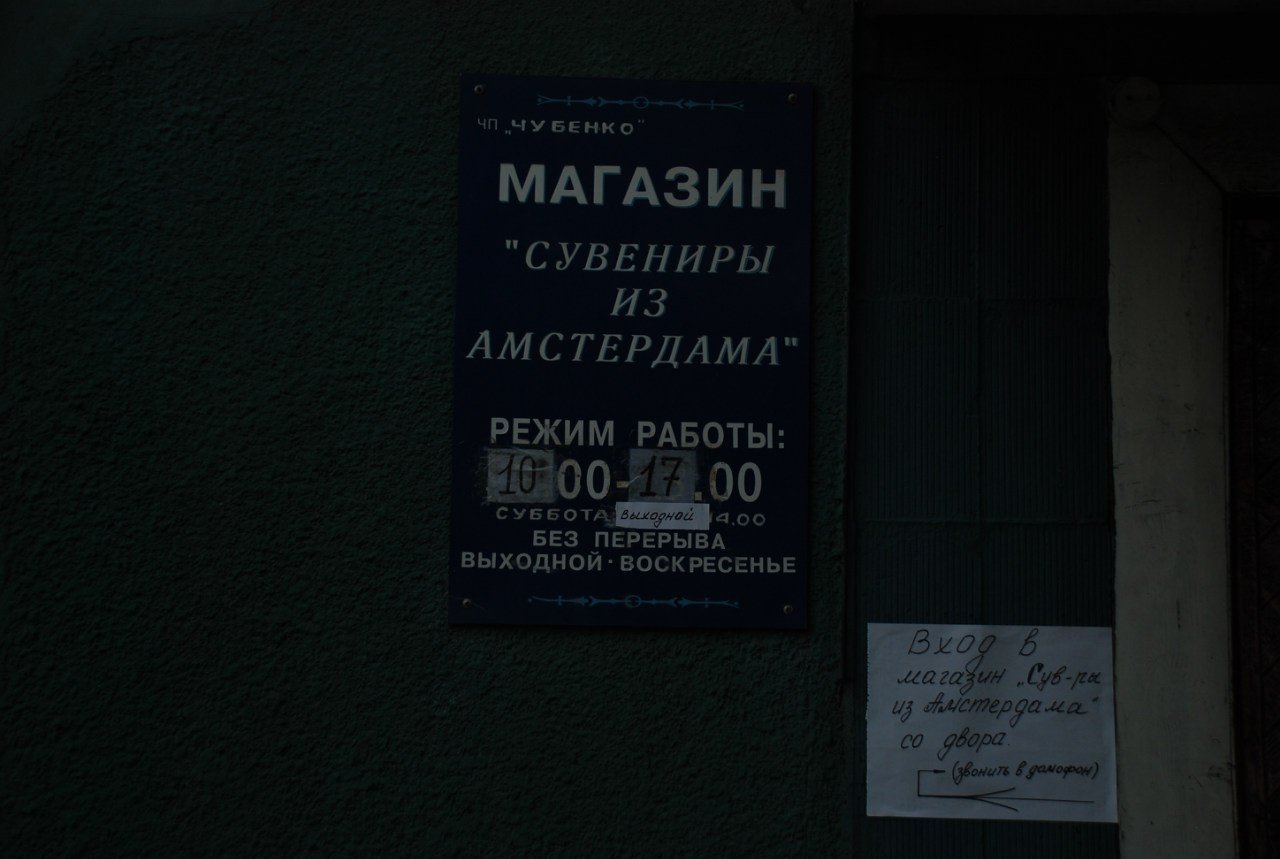 ЧП „ЧУБЕНКО"
МАГАЗИН
"СУВЕНИРЫ
ИЗ
АМСТЕРДАМА"
РЕЖИМ РАБОТЫ:
10 00-17.00
СУББОТА выходной 14.00
БЕЗ ПЕРЕРЫВА
ВЫХОДНОЙ · ВОСКРЕСЕНЬЕ
Вход в
магазин „Сув-ры
из Амстердама"
со двора.
(звонить в домофон)